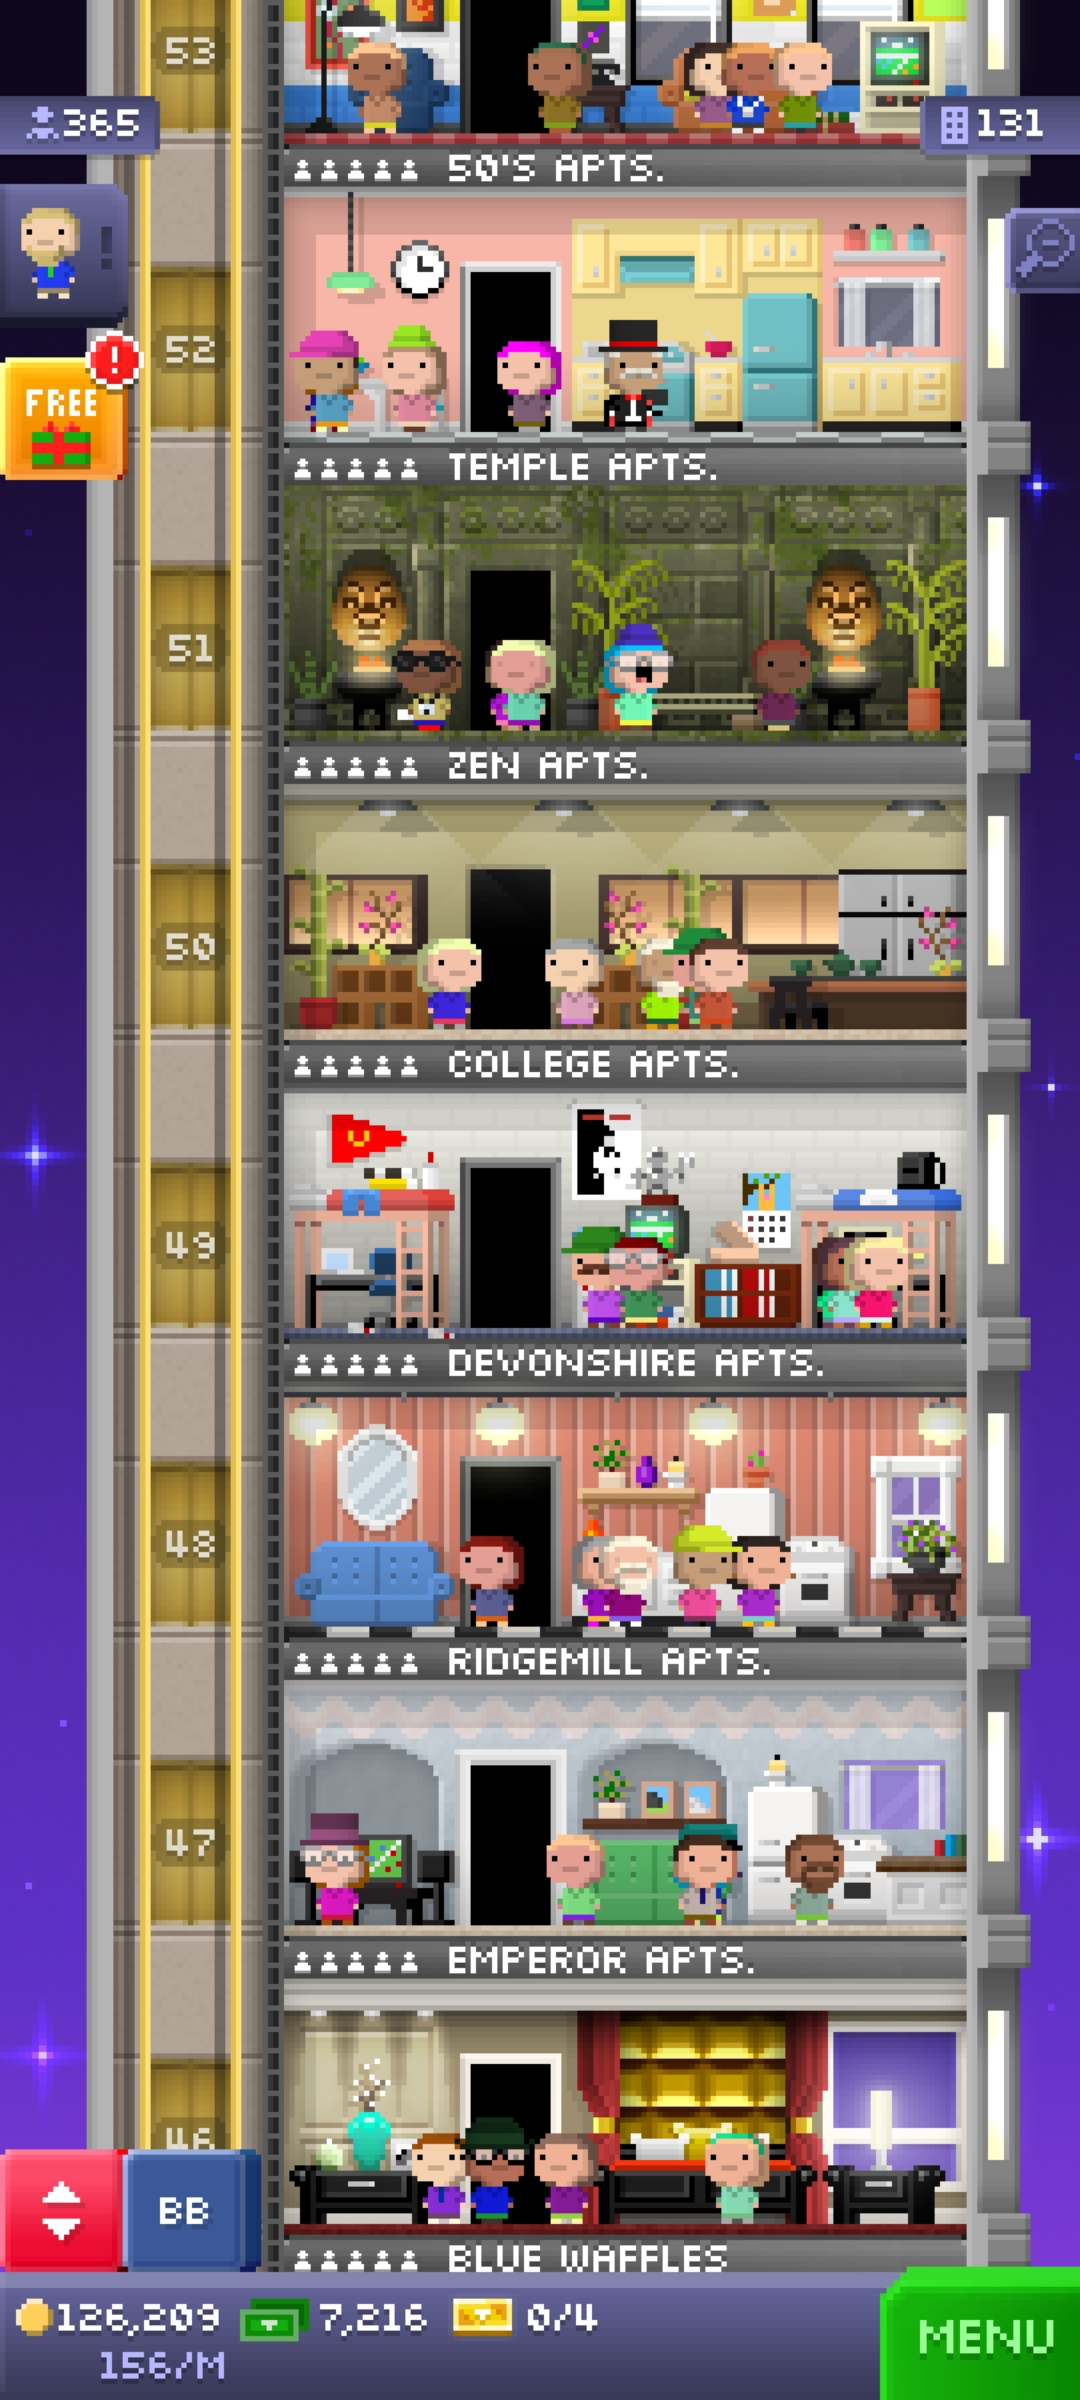 53
365
131
50'S APTS.
52
FREE
TEMPLE APTS.
51
ZEN APTS.
50
COLLEGE APTS.
49
DEVONSHIRE APTS.
48
RIDGEMILL APTS.
47
EMPEROR APTS.
46
BB
BLUE WAFFLES
126,209 7,216 0/4
156/M
MENU